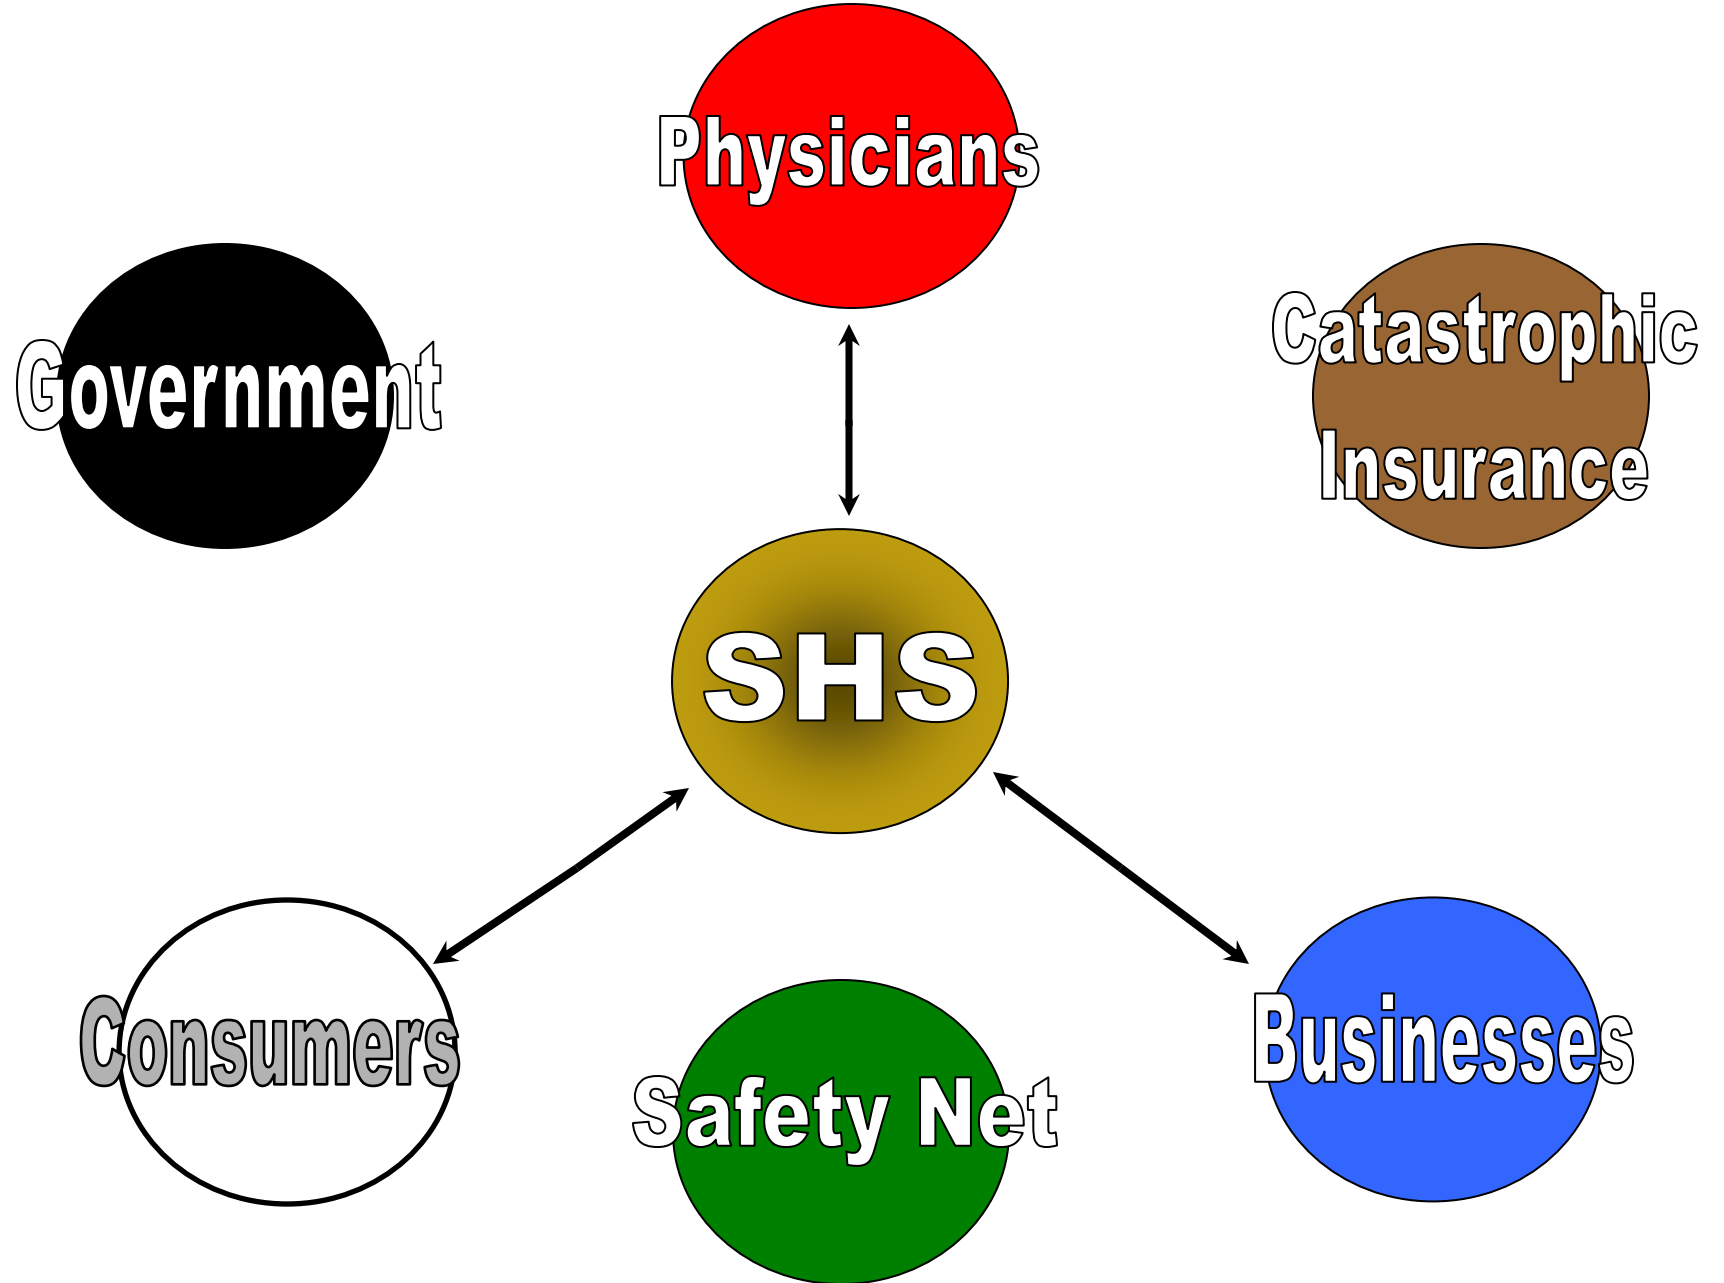 Physicians
Government
Catastrophic
Insurance
SHS
Consumers
Businesses
Safety Net